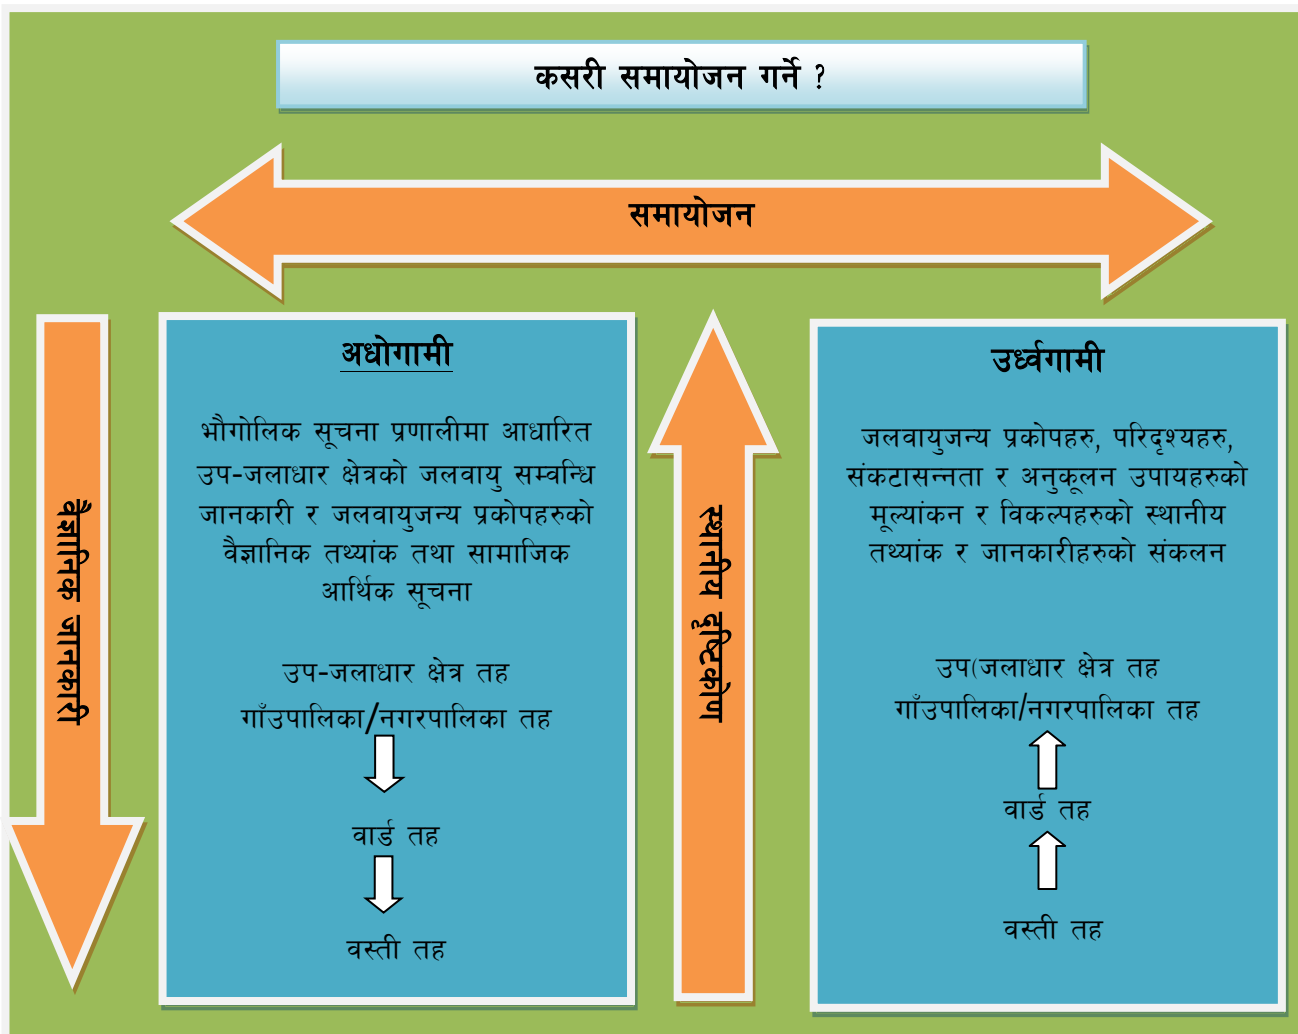 कसरी समायोजन गर्ने ?
समायोजन
वैज्ञानिक जानकारी
अधोगामी
भौगोलिक सूचना प्रणालीमा आधारित
उप-जलाधार क्षेत्रको जलवायु सम्वन्धि
जानकारी र जलवायुजन्य प्रकोपहरुको
वैज्ञानिक तथ्यांक तथा सामाजिक
आर्थिक सूचना
उप-जलाधार क्षेत्र तह
गाँउपालिका/नगरपालिका तह
वार्ड तह
वस्ती तह
स्थानीय दृष्टिकोण
उर्ध्वगामी
जलवायुजन्य प्रकोपहरु, परिदृश्यहरु,
संकटासन्नता र अनुकूलन उपायहरुको
मूल्यांकन र विकल्पहरुको स्थानीय
तथ्यांक र जानकारीहरुको संकलन
उप(जलाधार क्षेत्र तह
गाँउपालिका/नगरपालिका तह
वार्ड तह
वस्ती तह